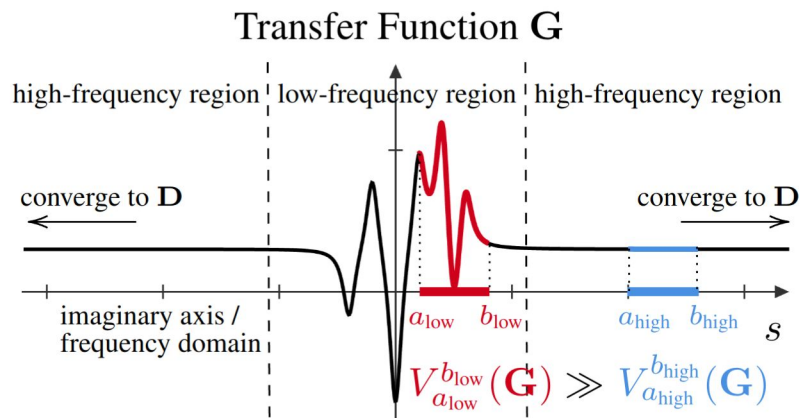 Transfer Function G
high-frequency region
low-frequency region
high-frequency region
converge to D
converge to D
a_low
b_low
a_high
b_high
s
imaginary axis /
frequency domain
V_{a_low}^{b_low}(G) ≫ V_{a_high}^{b_high}(G)